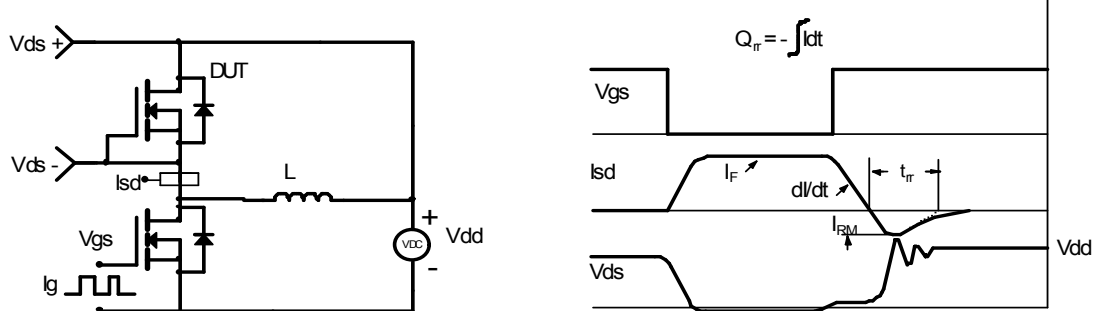 Vds +
DUT
Vds -
Isd
L
Vgs
Ig
+
VDC
-
Vdd
Qrr = - ∫Idt
Vgs
Isd
IF
dI/dt
trr
IRM
Vds
Vdd